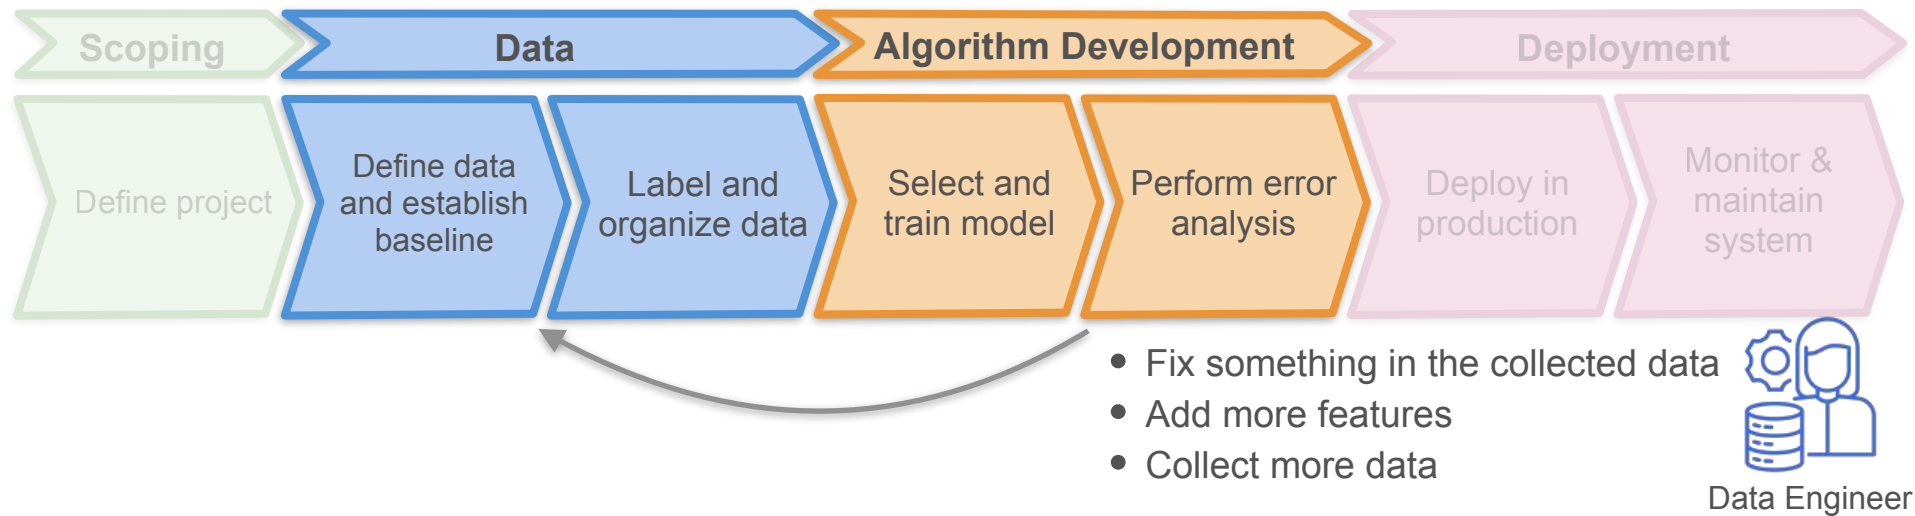 Scoping
Data
Algorithm Development
Deployment
Define project
Define data
and establish
baseline
Label and
organize data
Select and
train model
Perform error
analysis
Deploy in
production
Monitor &
maintain
system
• Fix something in the collected data
• Add more features
• Collect more data
Data Engineer